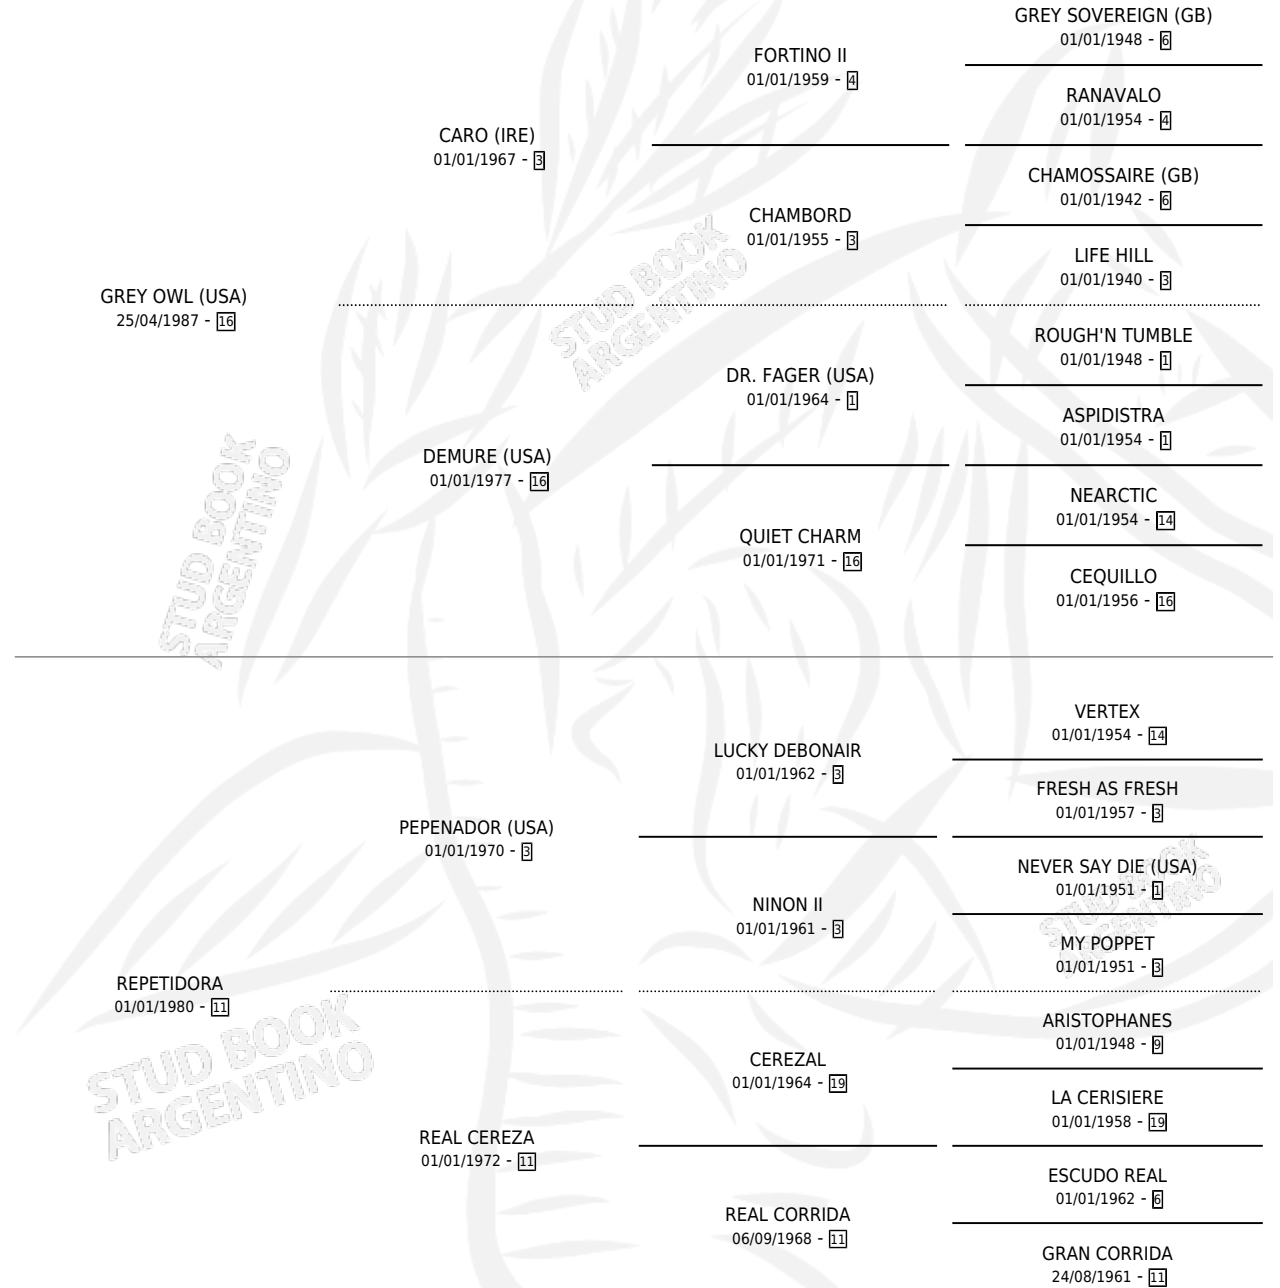 GREY SOVEREIGN (GB)
01/01/1948 - 6
FORTINO II
01/01/1959 - 4
RANAVALO
01/01/1954 - 4
CARO (IRE)
01/01/1967 - 3
CHAMOSSAIRE (GB)
01/01/1942 - 6
CHAMBORD
01/01/1955 - 3
LIFE HILL
01/01/1940 - 3
GREY OWL (USA)
25/04/1987 - 16
STUD BOOK
ARGENTINO
ROUGH'N TUMBLE
01/01/1948 - 1
DR. FAGER (USA)
01/01/1964 - 1
ASPIDISTRA
01/01/1954 - 1
DEMURE (USA)
01/01/1977 - 16
NEARCTIC
01/01/1954 - 14
QUIET CHARM
01/01/1971 - 16
CEQUILLO
01/01/1956 - 16
STUD BOOK
ARGENTINO
VERTEX
01/01/1954 - 14
LUCKY DEBONAIR
01/01/1962 - 3
FRESH AS FRESH
01/01/1957 - 3
PEPENADOR (USA)
01/01/1970 - 3
NEVER SAY DIE (USA)
01/01/1951 - 1
NINON II
01/01/1961 - 3
MY POPPET
01/01/1951 - 3
STUD BOOK
ARGENTINO
REPETIDORA
01/01/1980 - 11
ARISTOPHANES
01/01/1948 - 9
CEREZAL
01/01/1964 - 19
LA CERISIERE
01/01/1958 - 19
STUD BOOK
ARGENTINO
REAL CEREZA
01/01/1972 - 11
ESCUDO REAL
01/01/1962 - 6
REAL CORRIDA
06/09/1968 - 11
GRAN CORRIDA
24/08/1961 - 11